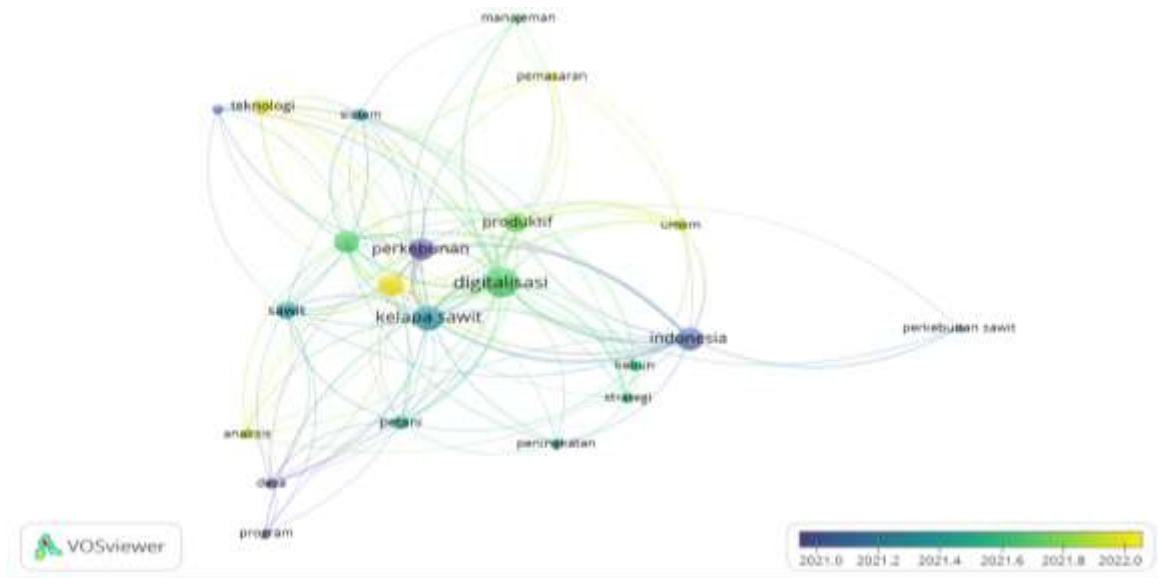 manajeman
pemasaran
teknologi
sistem
produktif
umkm
perkebunan
digitalisasi
sawit
kelapa sawit
perkebunan sawit
indonesia
kebun
strategi
petani
analisis
peningkatan
desa
program
VOSviewer
2021.0 2021.2 2021.4 2021.6 2021.8 2022.0